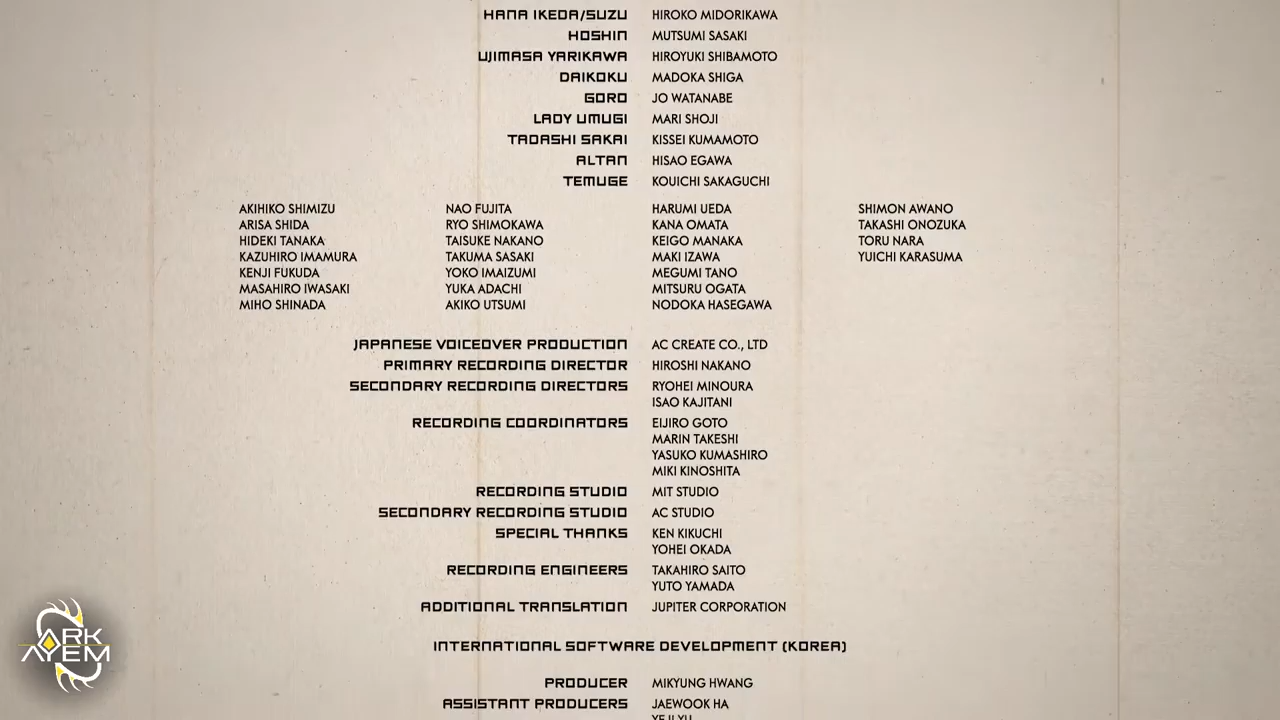 HANA IKEDA/SUZU HIROKO MIDORIKAWA
HOSHIN MUTSUMI SASAKI
UJIMASA YARIKAWA HIROYUKI SHIBAMOTO
DAIKOKU MADOKA SHIGA
GORO JO WATANABE
LADY UMUGI MARI SHOJI
TADASHI SAKAI KISSEI KUMAMOTO
ALTAN HISAO EGAWA
TEMUGE KOUICHI SAKAGUCHI
AKIHIKO SHIMIZU NAO FUJITA HARUMI UEDA SHIMON AWANO
ARISA SHIDA RYO SHIMOKAWA KANA OMATA TAKASHI ONOZUKA
HIDEKI TANAKA TAISUKE NAKANO KEIGO MANAKA TORU NARA
KAZUHIRO IMAMURA TAKUMA SASAKI MAKI IZAWA YUICHI KARASUMA
KENJI FUKUDA YOKO IMAIZUMI MEGUMI TANO
MASAHIRO IWASAKI YUKA ADACHI MITSURU OGATA
MIHO SHINADA AKIKO UTSUMI NODOKA HASEGAWA
JAPANESE VOICEOVER PRODUCTION AC CREATE CO., LTD
PRIMARY RECORDING DIRECTOR HIROSHI NAKANO
SECONDARY RECORDING DIRECTORS RYOHEI MINOURA
ISAO KAJITANI
RECORDING COORDINATORS EIJIRO GOTO
MARIN TAKESHI
YASUKO KUMASHIRO
MIKI KINOSHITA
RECORDING STUDIO MIT STUDIO
SECONDARY RECORDING STUDIO AC STUDIO
SPECIAL THANKS KEN KIKUCHI
YOHEI OKADA
RECORDING ENGINEERS TAKAHIRO SAITO
YUTO YAMADA
ADDITIONAL TRANSLATION JUPITER CORPORATION
INTERNATIONAL SOFTWARE DEVELOPMENT (KOREA)
PRODUCER MIKYUNG HWANG
ASSISTANT PRODUCERS JAEWOOK HA
ARK
AYEM